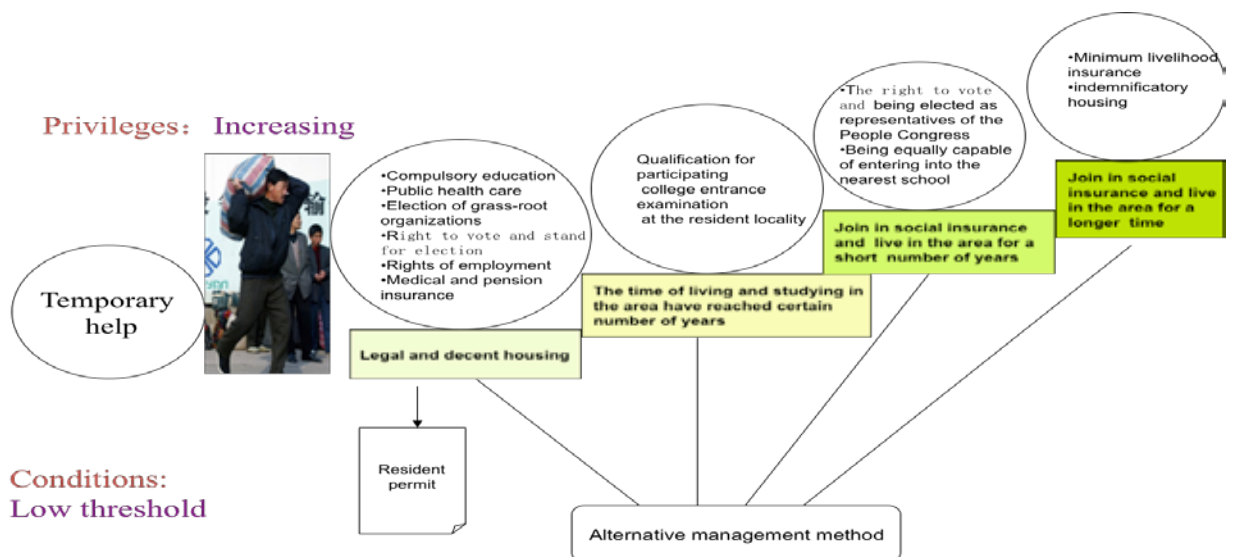 Privileges: Increasing
Temporary
help
•Compulsory education
•Public health care
•Election of grass-root
organizations
•Right to vote and stand
for election
•Rights of employment
•Medical and pension
insurance
Legal and decent housing
Resident
permit
Qualification for
participating
college entrance
examination
at the resident locality
The time of living and studying in
the area have reached certain
number of years
•The right to vote
and being elected as
representatives of the
People Congress
•Being equally capable
of entering into the
nearest school
Join in social insurance
and live in the area for a
short number of years
•Minimum livelihood
insurance
•indemnificatory
housing
Join in social
insurance and live
in the area for a
longer time
Conditions:
Low threshold
Alternative management method